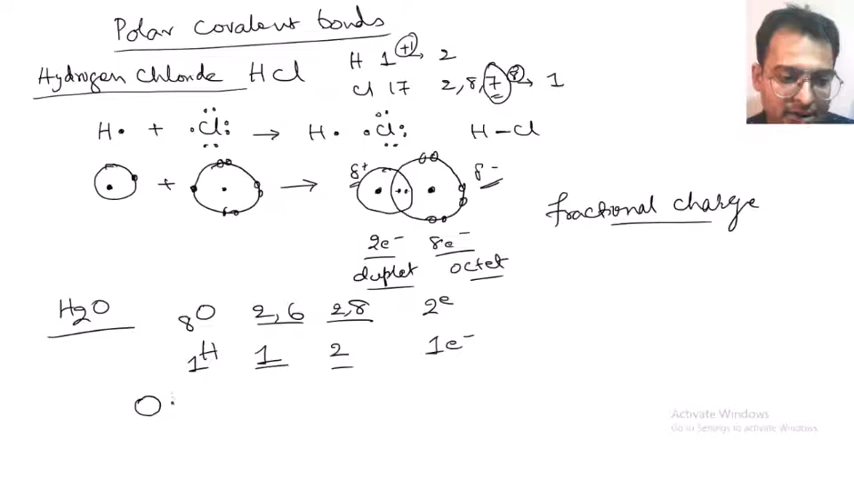 Polar covalent bonds
Hydrogen Chloride HCl
H 1 +1 → 2
Cl 17 2,8,7 8 → 1
H• + •Cl: → H• •Cl: H–Cl
+ → δ+ δ-
fractional charge
2e- 8e-
duplet octet
H2O 8O 2,6 2,8 2e
1H 1 2 1e-
O:
Activate Windows
Go to Settings to activate Windows.